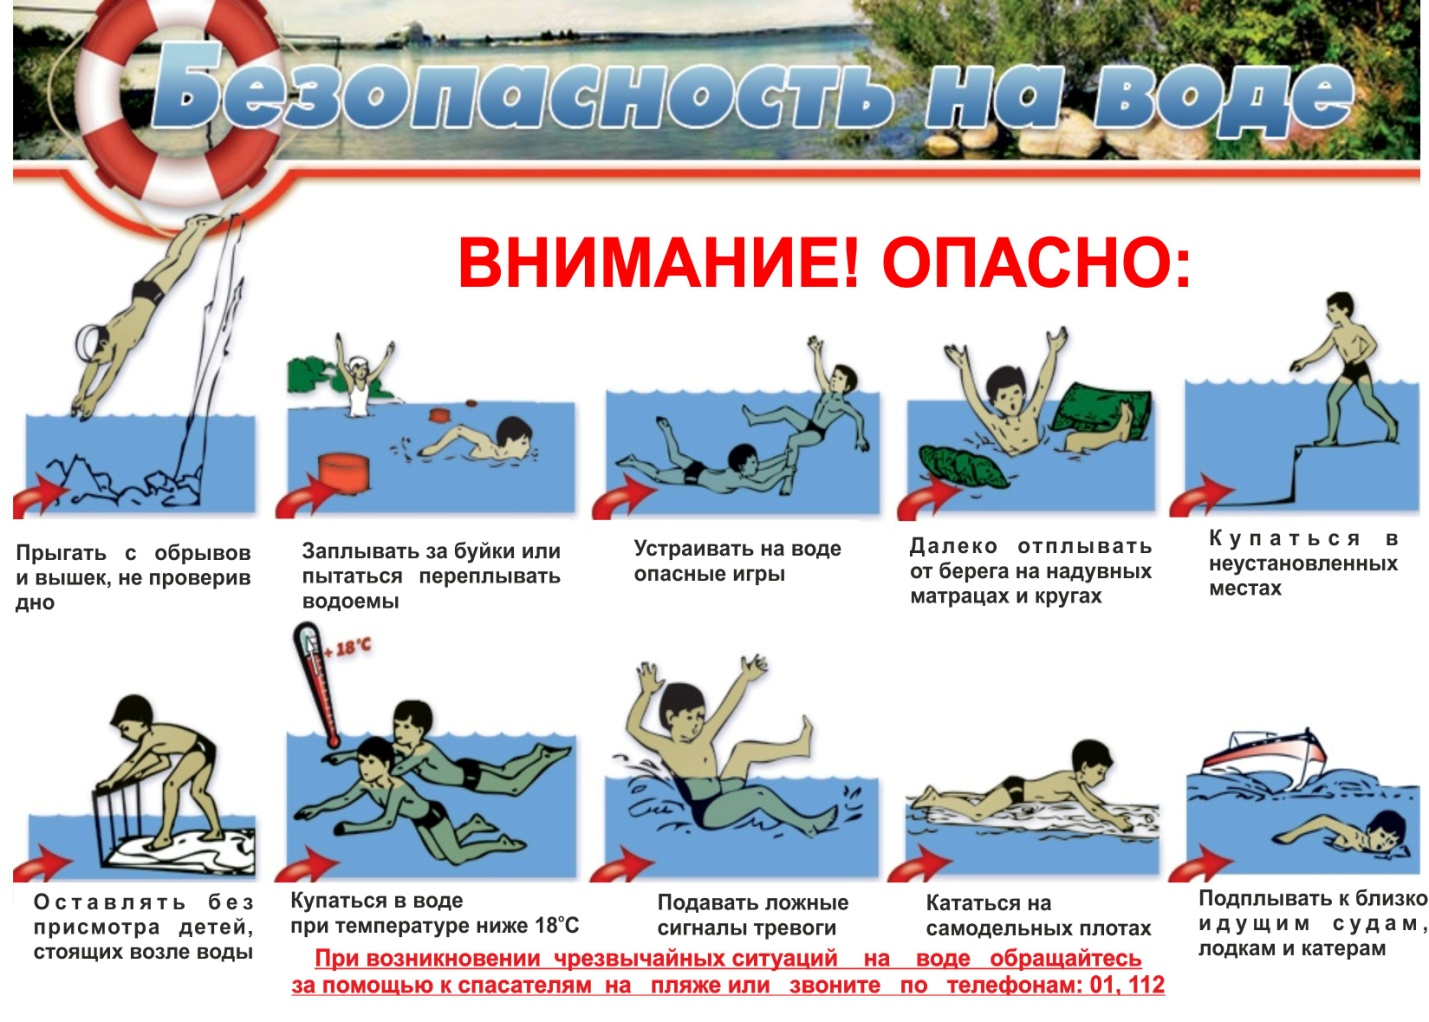 Безопасность на воде
ВНИМАНИЕ! ОПАСНО:
Прыгать с обрывов
и вышек, не проверив
дно
Заплывать за буйки или
пытаться переплывать
водоемы
Устраивать на воде
опасные игры
Далеко отплывать
от берега на надувных
матрацах и кругах
Купаться в
неустановленных
местах
+ 18°С
Оставлять без
присмотра детей,
стоящих возле воды
Купаться в воде
при температуре ниже 18°С
Подавать ложные
сигналы тревоги
Кататься на
самодельных плотах
Подплывать к близко
идущим судам,
лодкам и катерам
При возникновении чрезвычайных ситуаций на воде обращайтесь
за помощью к спасателям на пляже или звоните по телефонам: 01, 112